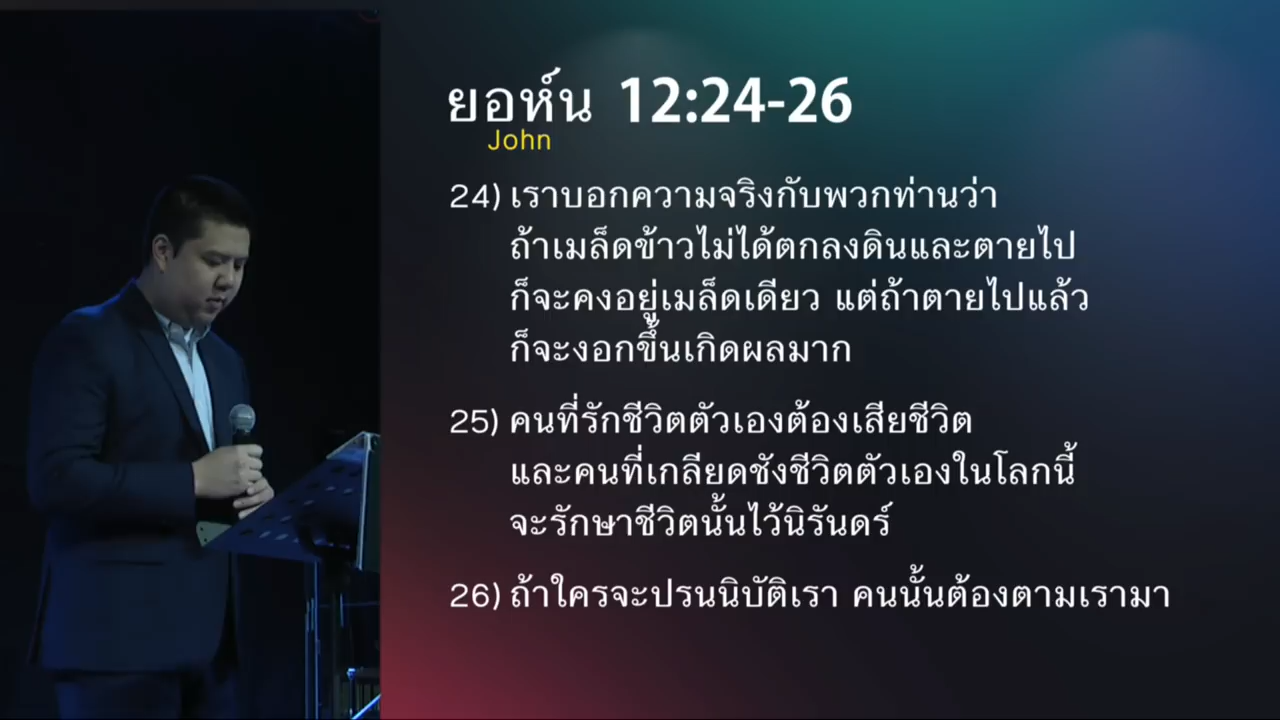 ยอห์น 12:24-26
John
24) เราบอกความจริงกับพวกท่านว่า
ถ้าเมล็ดข้าวไม่ได้ตกลงดินและตายไป
ก็จะคงอยู่เมล็ดเดียว แต่ถ้าตายไปแล้ว
ก็จะงอกขึ้นเกิดผลมาก
25) คนที่รักชีวิตตัวเองต้องเสียชีวิต
และคนที่เกลียดชังชีวิตตัวเองในโลกนี้
จะรักษาชีวิตนั้นไว้นิรันดร์
26) ถ้าใครจะปรนนิบัติเรา คนนั้นต้องตามเรามา